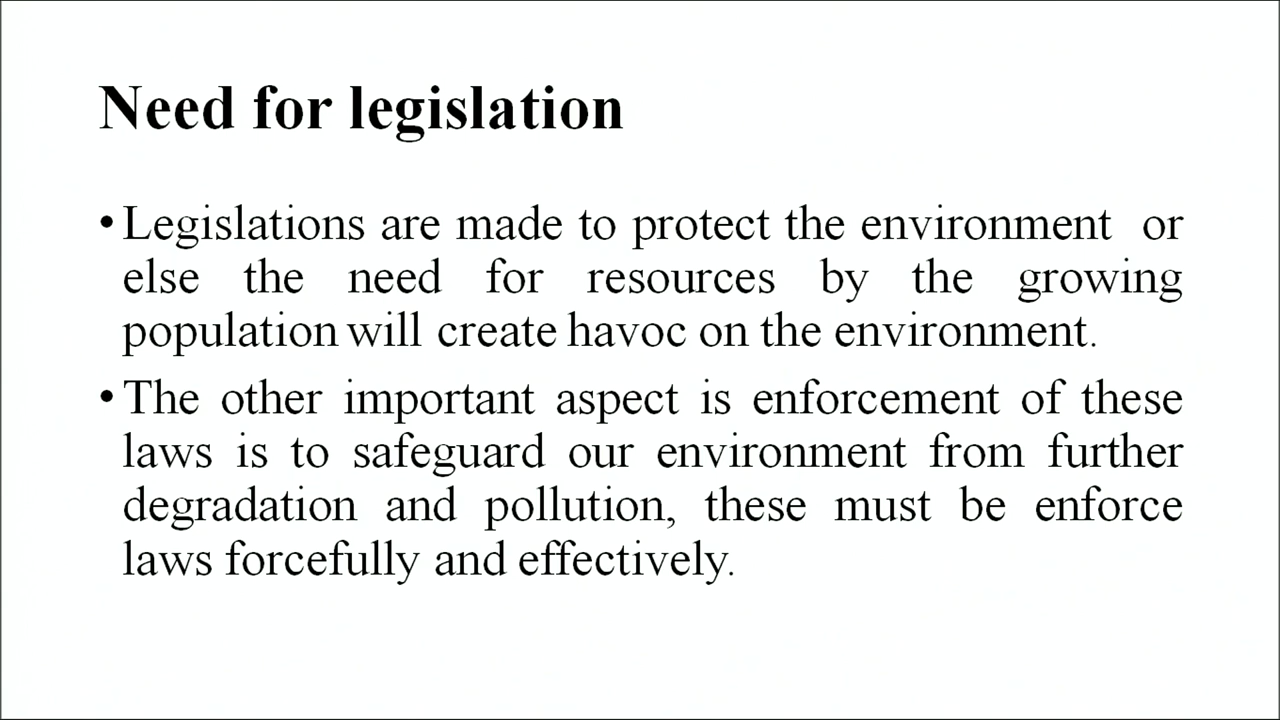 Need for legislation
•Legislations are made to protect the environment or
else the need for resources by the growing
population will create havoc on the environment.
•The other important aspect is enforcement of these
laws is to safeguard our environment from further
degradation and pollution, these must be enforce
laws forcefully and effectively.